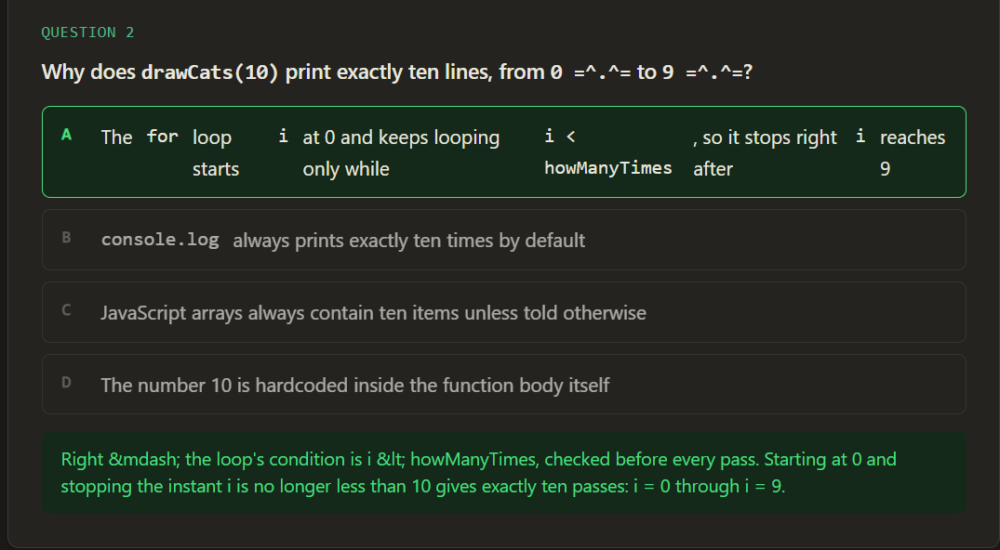 QUESTION 2
Why does drawCats(10) print exactly ten lines, from 0 =^.^= to 9 =^.^=?
A The for loop starts i at 0 and keeps looping only while i < howManyTimes , so it stops right after i reaches 9
B console.log always prints exactly ten times by default
C JavaScript arrays always contain ten items unless told otherwise
D The number 10 is hardcoded inside the function body itself
Right &mdash; the loop's condition is i &lt; howManyTimes, checked before every pass. Starting at 0 and
stopping the instant i is no longer less than 10 gives exactly ten passes: i = 0 through i = 9.